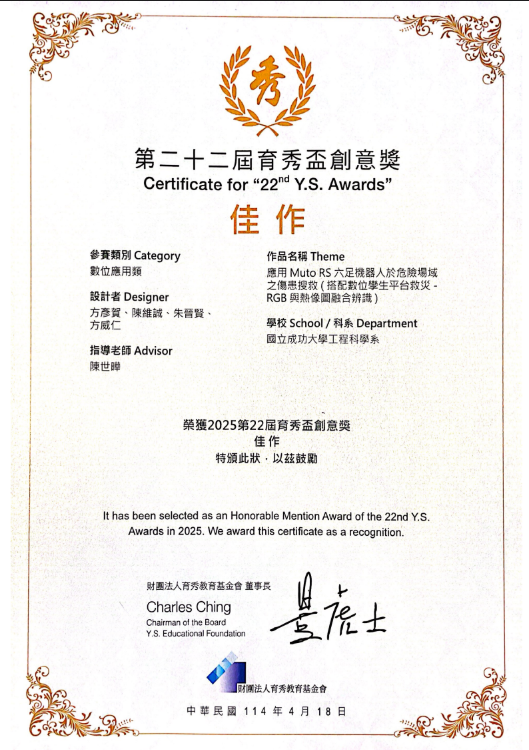 秀
第二十二屆育秀盃創意獎
Certificate for “22nd Y.S. Awards”
佳作
參賽類別 Category
數位應用類
設計者 Designer
方彥賀、陳維誠、朱晉賢、
方威仁
指導老師 Advisor
陳世曄
作品名稱 Theme
應用 Muto RS 六足機器人於危險場域
之傷患搜救 ( 搭配數位孿生平台救災 -
RGB 與熱像圖融合辨識 )
學校 School / 科系 Department
國立成功大學工程科學系
榮獲2025第22屆育秀盃創意獎
佳作
特頒此狀，以茲鼓勵
It has been selected as an Honorable Mention Award of the 22nd Y.S.
Awards in 2025. We award this certificate as a recognition.
財團法人育秀教育基金會 董事長
Charles Ching
Chairman of the Board
Y.S. Educational Foundation
財團法人育秀教育基金會
中華民國 114 年 4 月 18 日